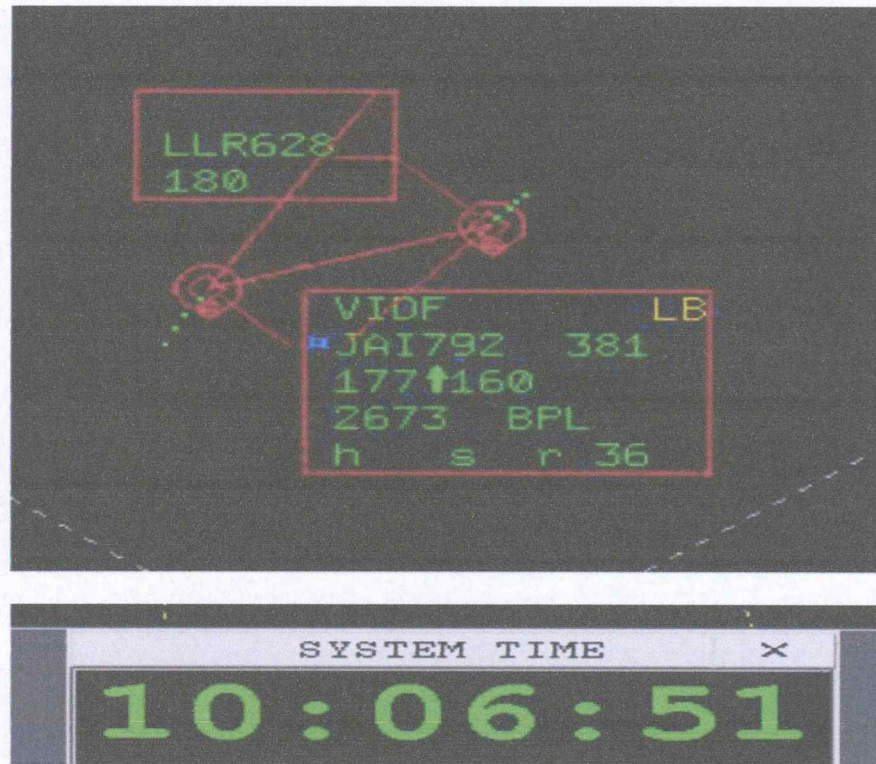 LLR628
180
VIDF LB
JAI792 381
177⬆160
2673 BPL
h s r 36
SYSTEM TIME ×
10:06:51